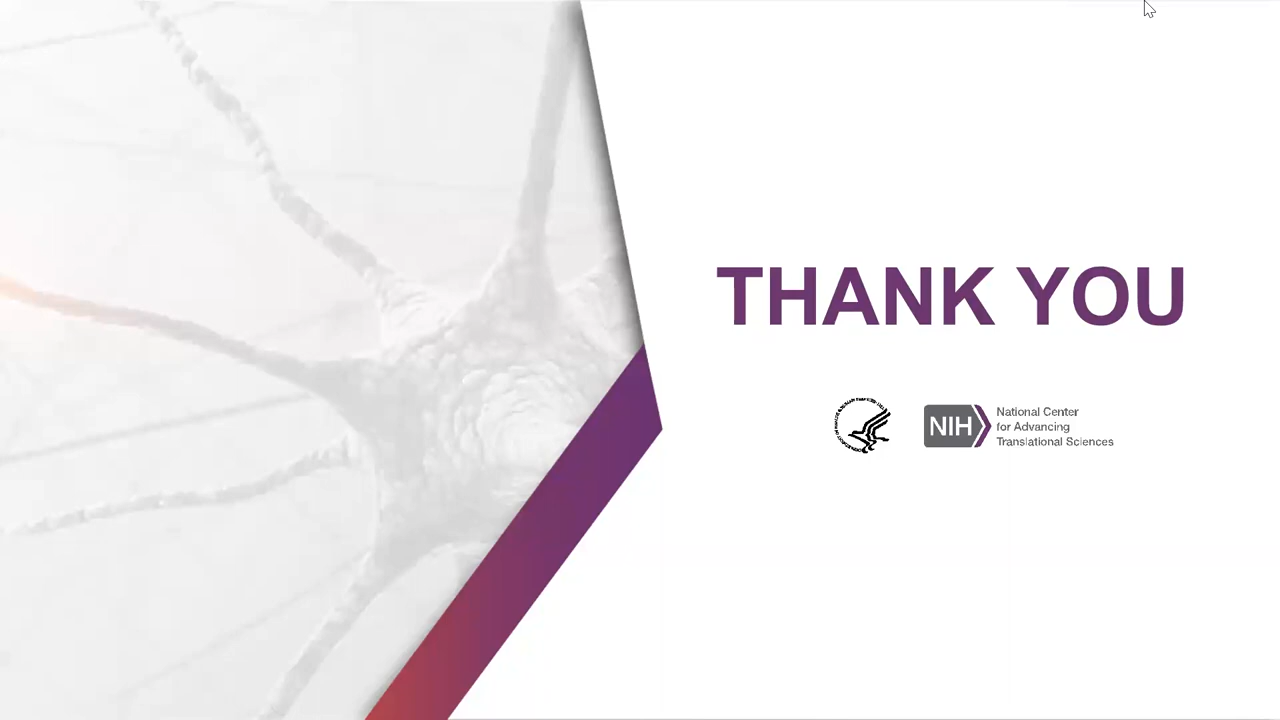 THANK YOU
NIH
National Center
for Advancing
Translational Sciences